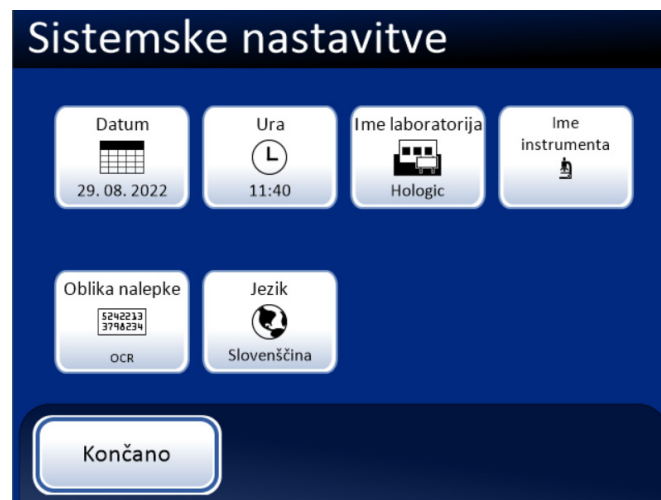 Sistemske nastavitve
Datum
29. 08. 2022
Ura
11:40
Ime laboratorija
Hologic
Ime
instrumenta
Oblika nalepke
5242213
3798234
OCR
Jezik
Slovenščina
Končano